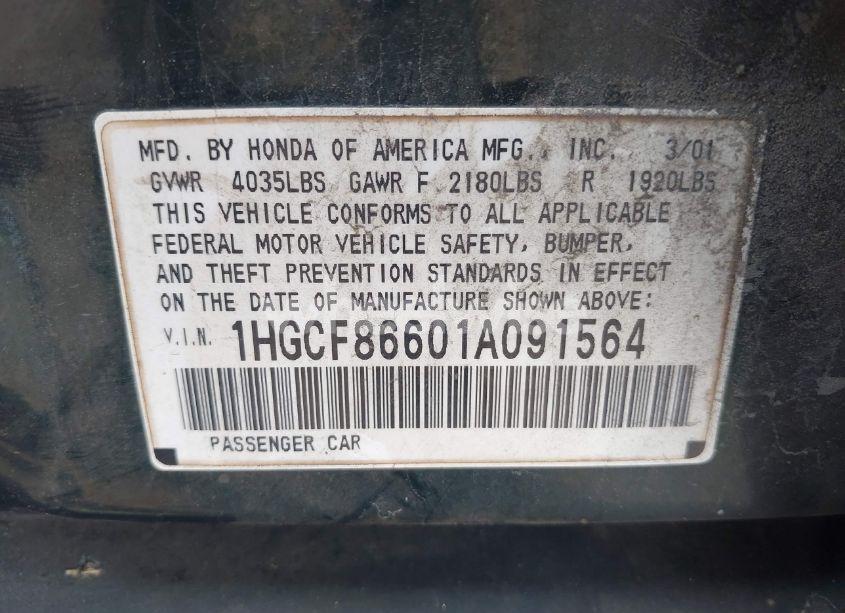 MFD. BY HONDA OF AMERICA MFG., INC. 3/01
GVWR 4035LBS GAWR F 2180LBS R 1920LBS
THIS VEHICLE CONFORMS TO ALL APPLICABLE
FEDERAL MOTOR VEHICLE SAFETY, BUMPER,
AND THEFT PREVENTION STANDARDS IN EFFECT
ON THE DATE OF MANUFACTURE SHOWN ABOVE:
V.I.N. 1HGCF86601A091564
PASSENGER CAR